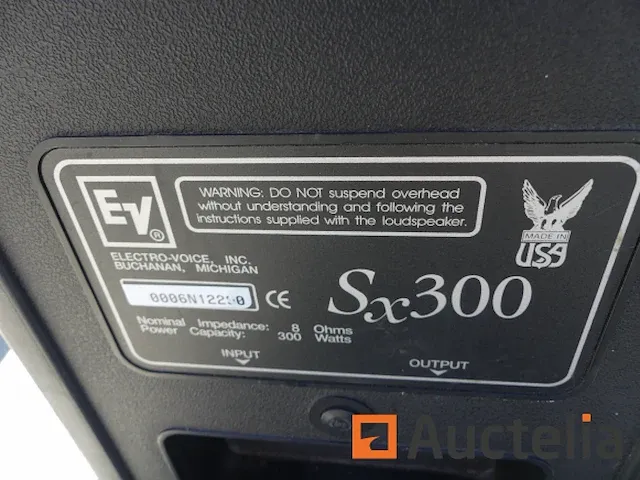 EV®
WARNING: DO NOT suspend overhead
without understanding and following the
instructions supplied with the loudspeaker.
MADE IN
USA
ELECTRO-VOICE, INC.
BUCHANAN, MICHIGAN
CE
Sx300
Nominal Impedance: 8 Ohms
Power Capacity: 300 Watts
INPUT
OUTPUT
Auctelia